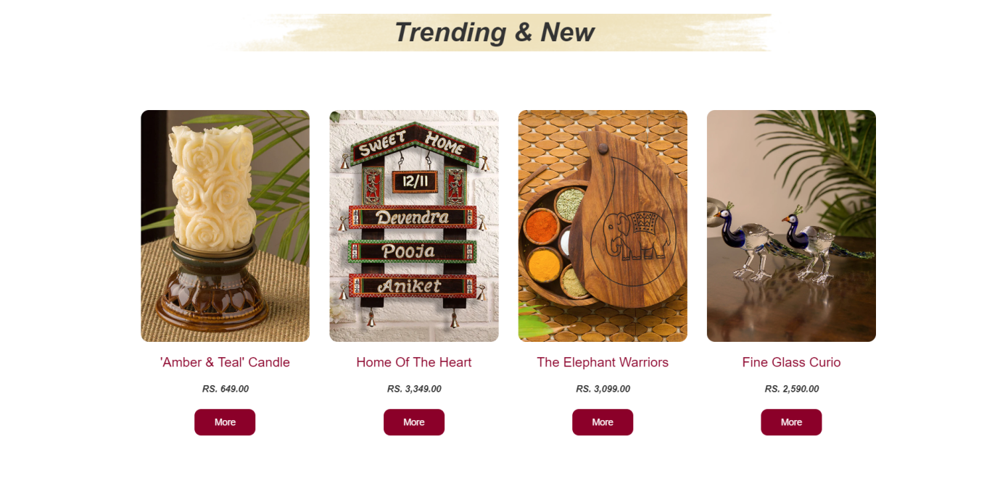 Trending & New
SWEET HOME
12/11
Devendra
Pooja
Aniket
'Amber & Teal' Candle
Home Of The Heart
The Elephant Warriors
Fine Glass Curio
RS. 649.00
RS. 3,349.00
RS. 3,099.00
RS. 2,590.00
More
More
More
More